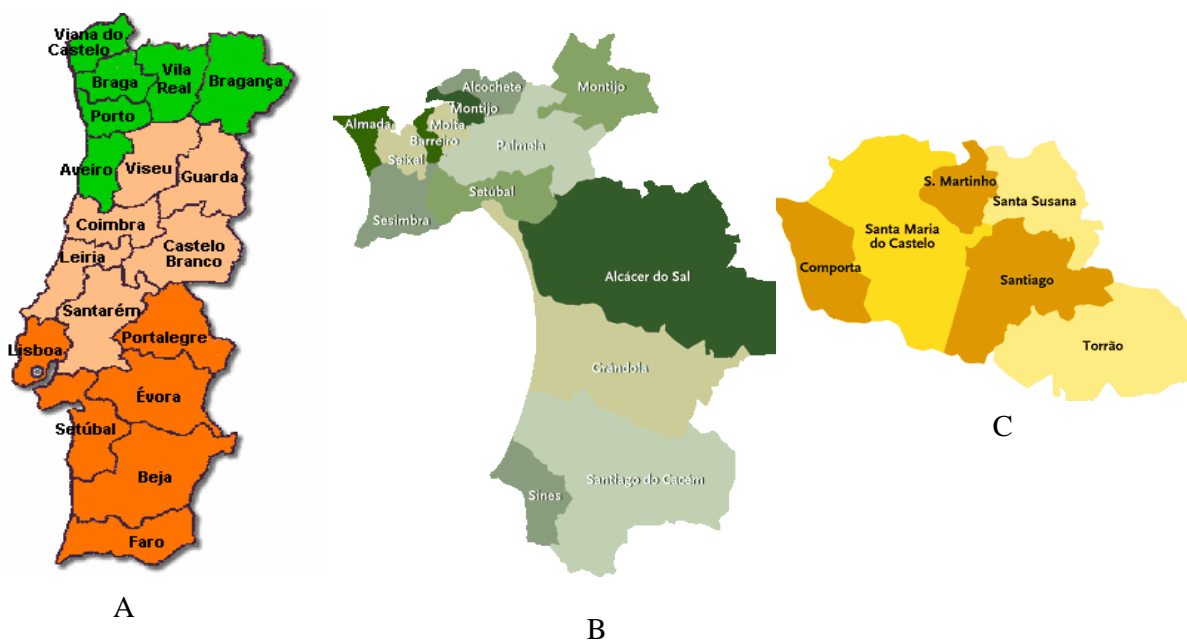 Viana do
Castelo
Braga
Vila
Real
Bragança
Porto
Aveiro
Viseu
Guarda
Coimbra
Castelo
Branco
Leiria
Santarém
Lisboa
Portalegre
Évora
Setúbal
Beja
Faro
A
Alcochete
Montijo
Montijo
Almada
Moita
Barreiro
Palmela
Seixal
Setúbal
Sesimbra
Alcácer do Sal
Grândola
Santiago do Cacém
Sines
B
S. Martinho
Santa Susana
Santa Maria
do Castelo
Comporta
Santiago
Torrão
C